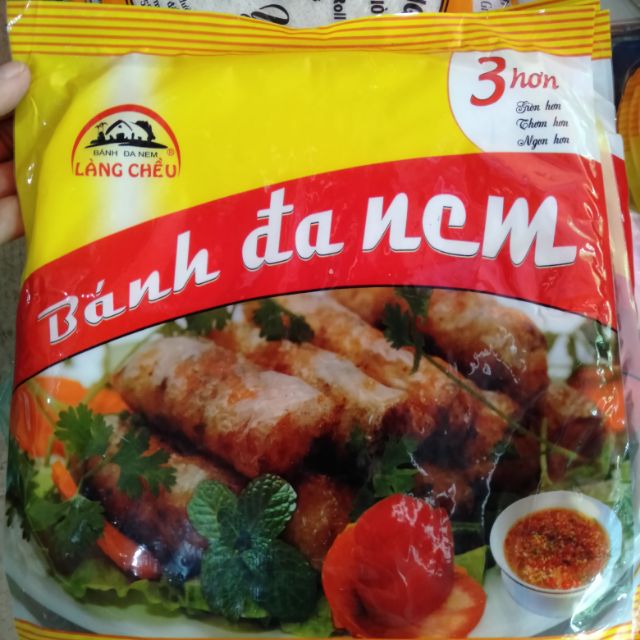 3 hơn
Giòn hơn
Thơm hơn
Ngon hơn
BÁNH ĐA NEM
LÀNG CHỀU
®
Bánh đa nem